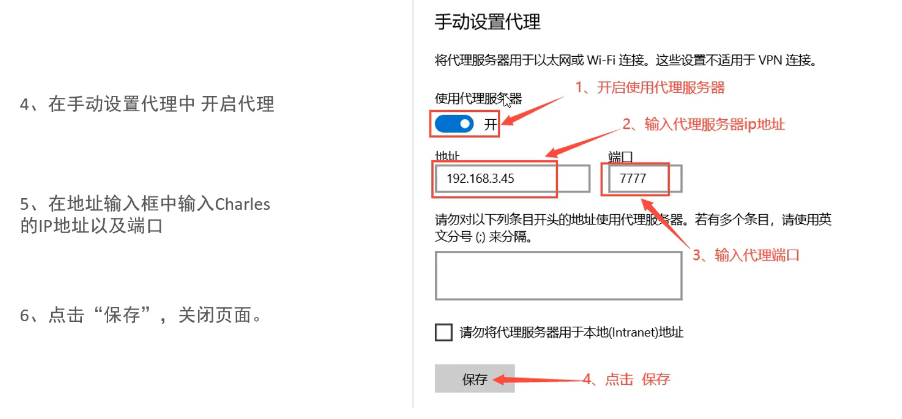 4、在手动设置代理中 开启代理
5、在地址输入框中输入Charles
的IP地址以及端口
6、点击“保存”，关闭页面。
手动设置代理
将代理服务器用于以太网或 Wi-Fi 连接。这些设置不适用于 VPN 连接。
使用代理服务器
1、开启使用代理服务器
开
2、输入代理服务器ip地址
地址
端口
192.168.3.45
7777
请勿对以下列条目开头的地址使用代理服务器。若有多个条目，请使用英
文分号 (;) 来分隔。
3、输入代理端口
请勿将代理服务器用于本地(Intranet)地址
保存
4、点击 保存